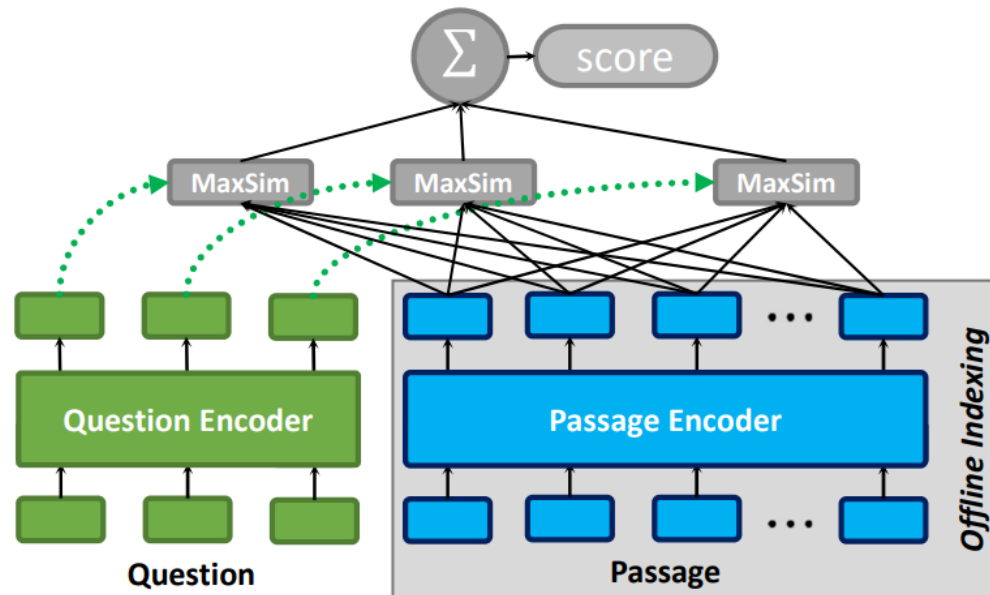 Σ
score
MaxSim
MaxSim
MaxSim
Question Encoder
Passage Encoder
Offline Indexing
Question
Passage